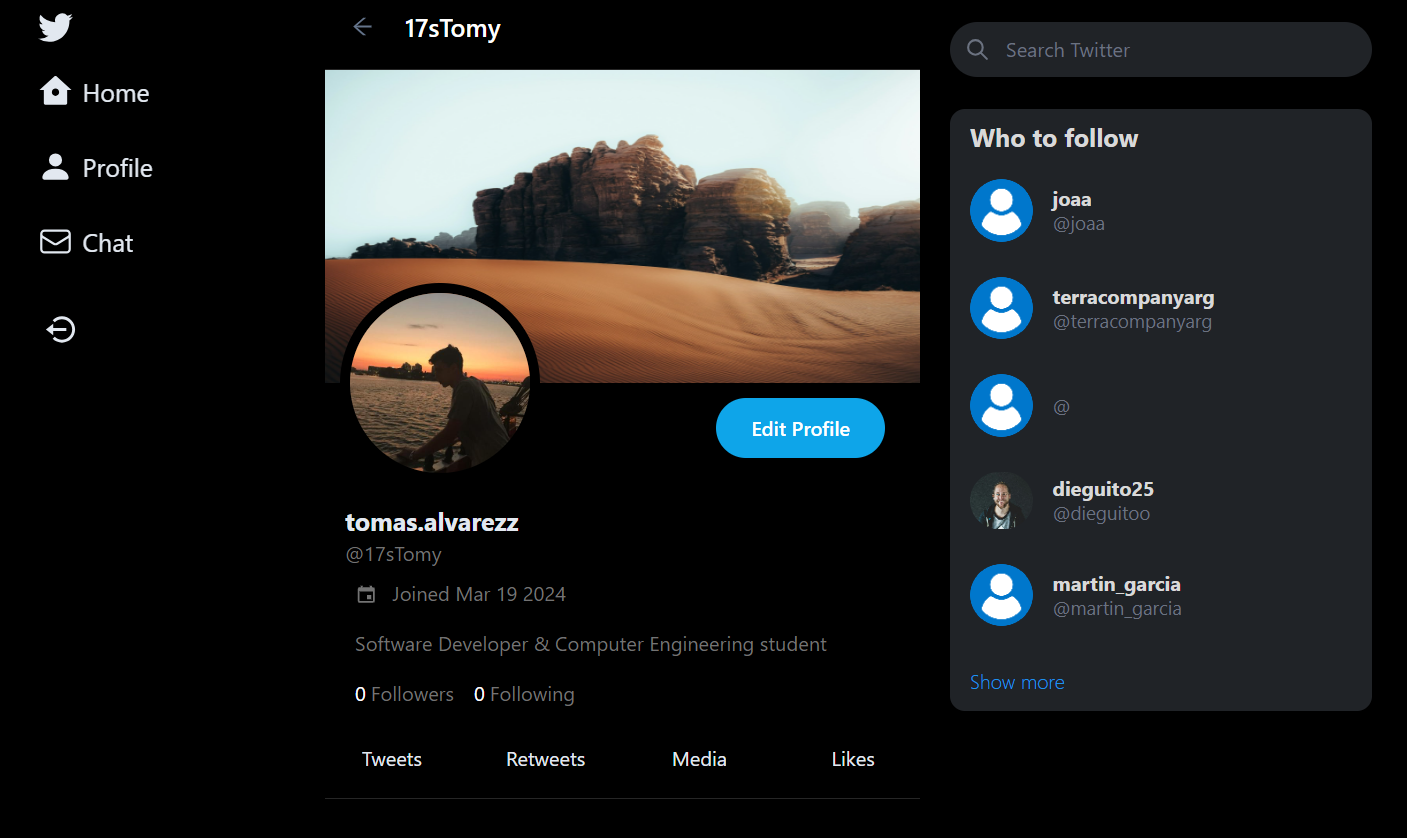 17sTomy
Home
Profile
Chat
Edit Profile
tomas.alvarezz
@17sTomy
Joined Mar 19 2024
Software Developer & Computer Engineering student
0 Followers 0 Following
Tweets Retweets Media Likes
Search Twitter
Who to follow
joaa
@joaa
terracompanyarg
@terracompanyarg
@
dieguito25
@dieguitoo
martin_garcia
@martin_garcia
Show more